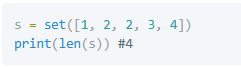 s = set([1, 2, 2, 3, 4])
print(len(s)) #4